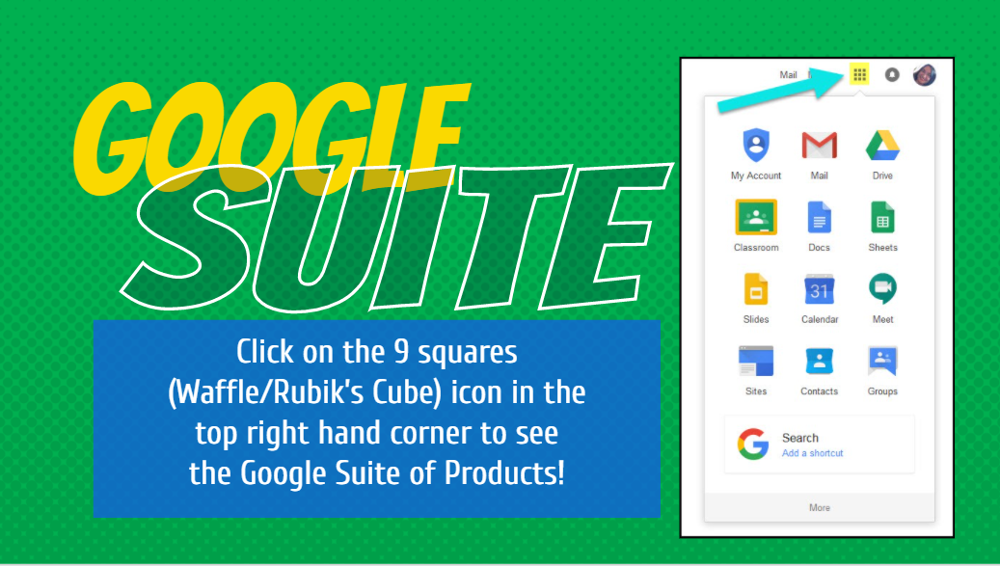 GOOGLE
SUITE
Click on the 9 squares
(Waffle/Rubik's Cube) icon in the
top right hand corner to see
the Google Suite of Products!
Mail
My Account Mail Drive
Classroom Docs Sheets
31
Slides Calendar Meet
Sites Contacts Groups
G
Search
Add a shortcut
More